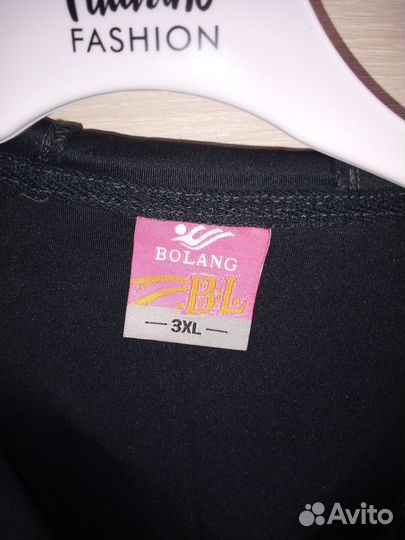 FASHION
BOLANG
BL
3XL
Avito